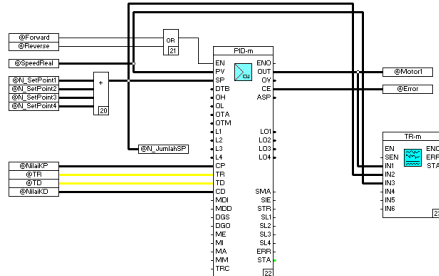 @Forward
@Reverse
OR
21
@SpeedReal
@N_SetPoint1
@N_SetPoint2
@N_SetPoint3
@N_SetPoint4
+
20
@N_JumlahSP
@NilaiKP
@TR
@TD
@NilaiKD
PID-m
EN ENO
PV OUT
SP OY
DTB CE
OH ASP
OL
OTA
OTM
L1 LO1
L2 LO2
L3 LO3
L4 LO4
CP
TR
TD
CD SMA
MDI SIE
MDD STR
DGS SL1
DGO SL2
ME SL3
MI SL4
MA ERR
MM STA
TRC
22
@Motor1
@Error
TR-m
EN ENO
SEN ERR
IN1 STA
IN2
IN3
IN4
IN5
IN6